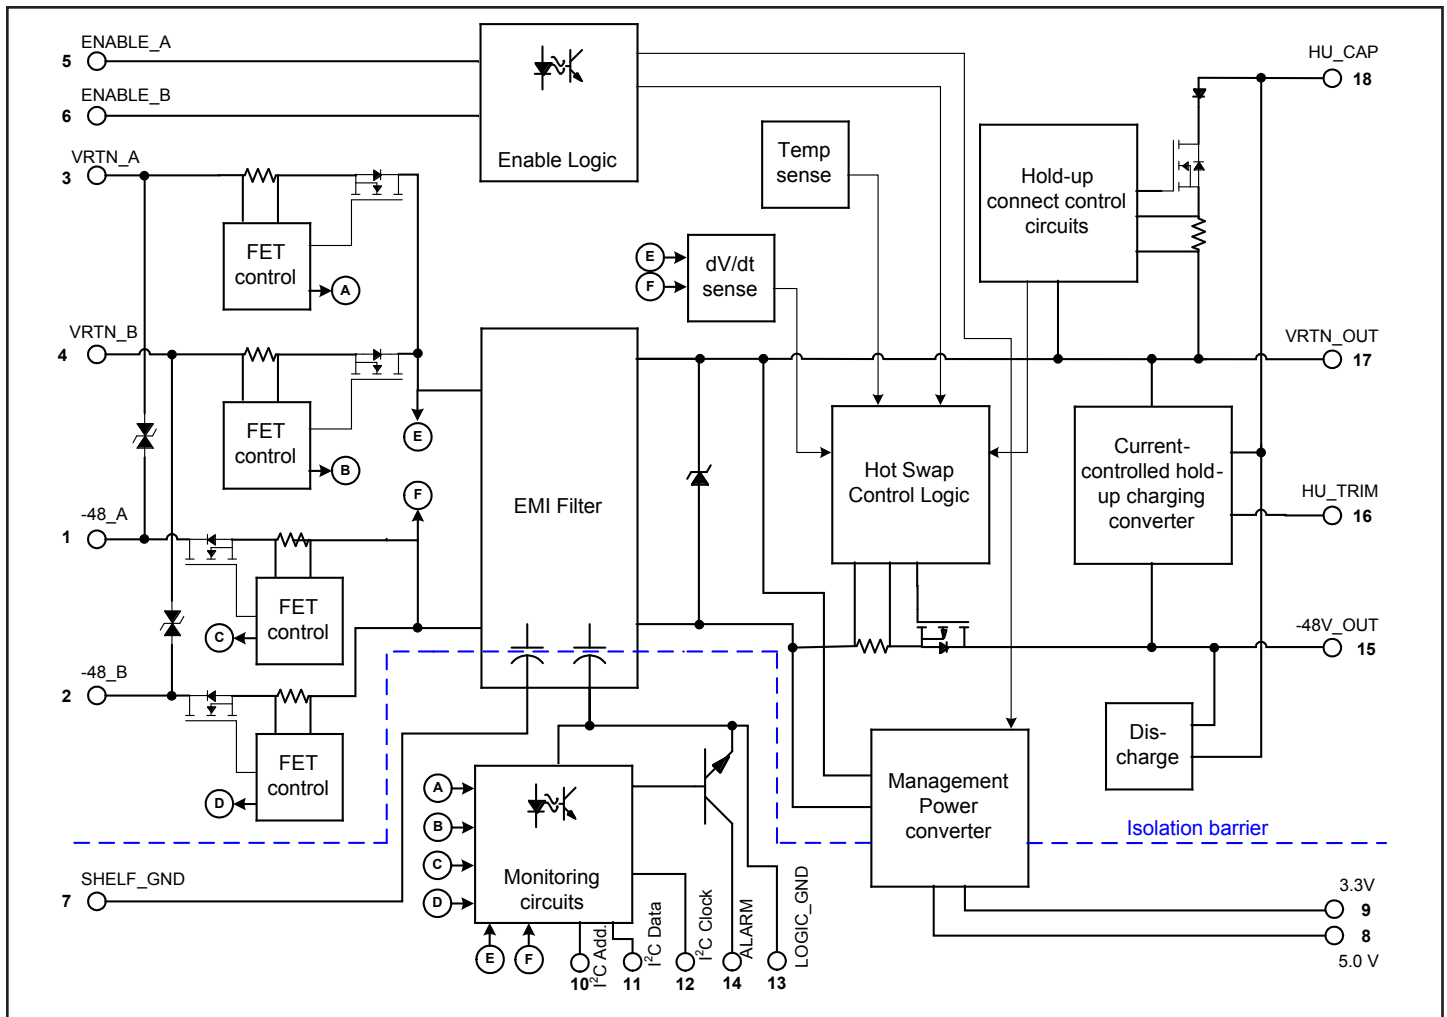 ENABLE_A
5
ENABLE_B
6
VRTN_A
3
VRTN_B
4
-48_A
1
-48_B
2
SHELF_GND
7
Enable Logic
FET
control
A
FET
control
B
E
F
FET
control
C
FET
control
D
EMI Filter
Temp
sense
E
F
dV/dt
sense
Hold-up
connect control
circuits
Hot Swap
Control Logic
Current-
controlled hold-
up charging
converter
Dis-
charge
Management
Power
converter
Isolation barrier
A
B
C
D
E
F
Monitoring
circuits
10
I²C Add.
11
I²C Data
12
I²C Clock
14
ALARM
13
LOGIC_GND
HU_CAP
18
VRTN_OUT
17
HU_TRIM
16
-48V_OUT
15
3.3V
9
8
5.0 V